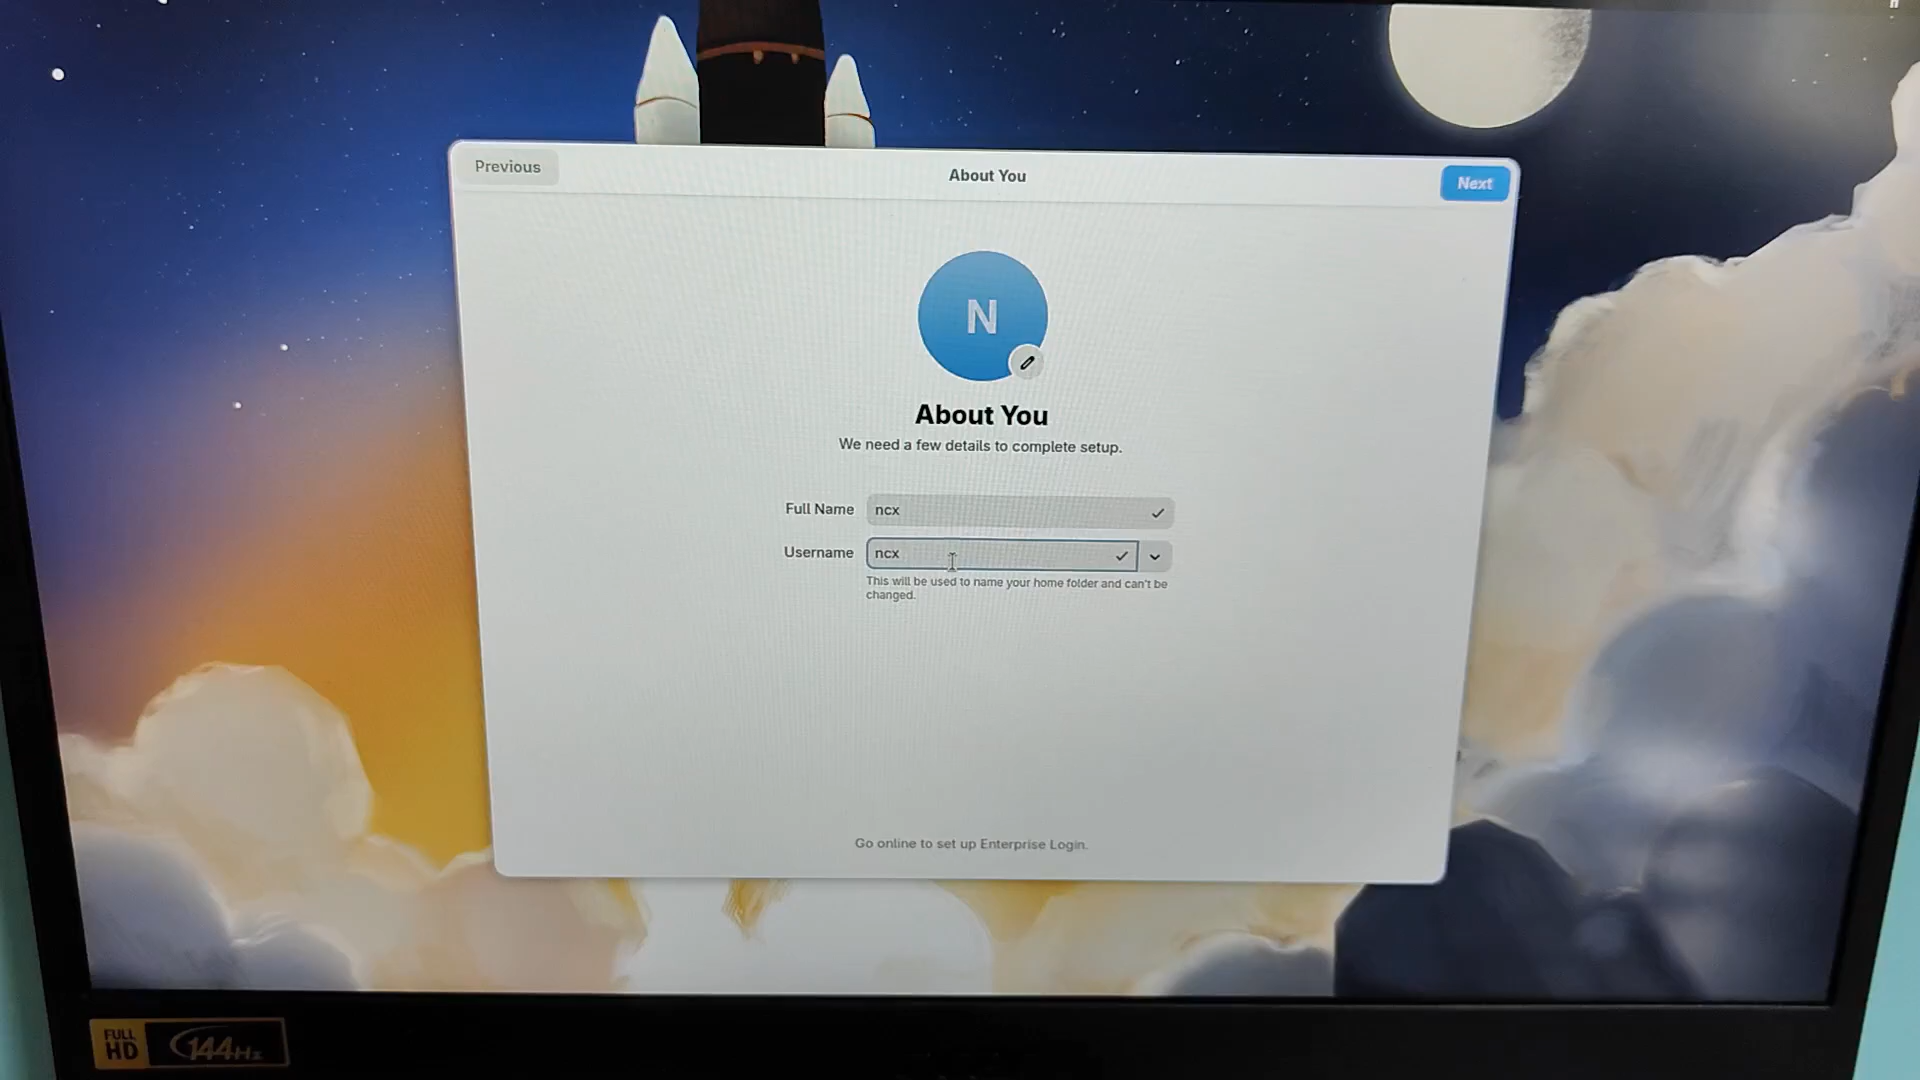 Previous
About You
Next
N
About You
We need a few details to complete setup.
Full Name ncx
Username ncx
This will be used to name your home folder and can't be
changed.
Go online to set up Enterprise Login.
FULL
HD
144Hz